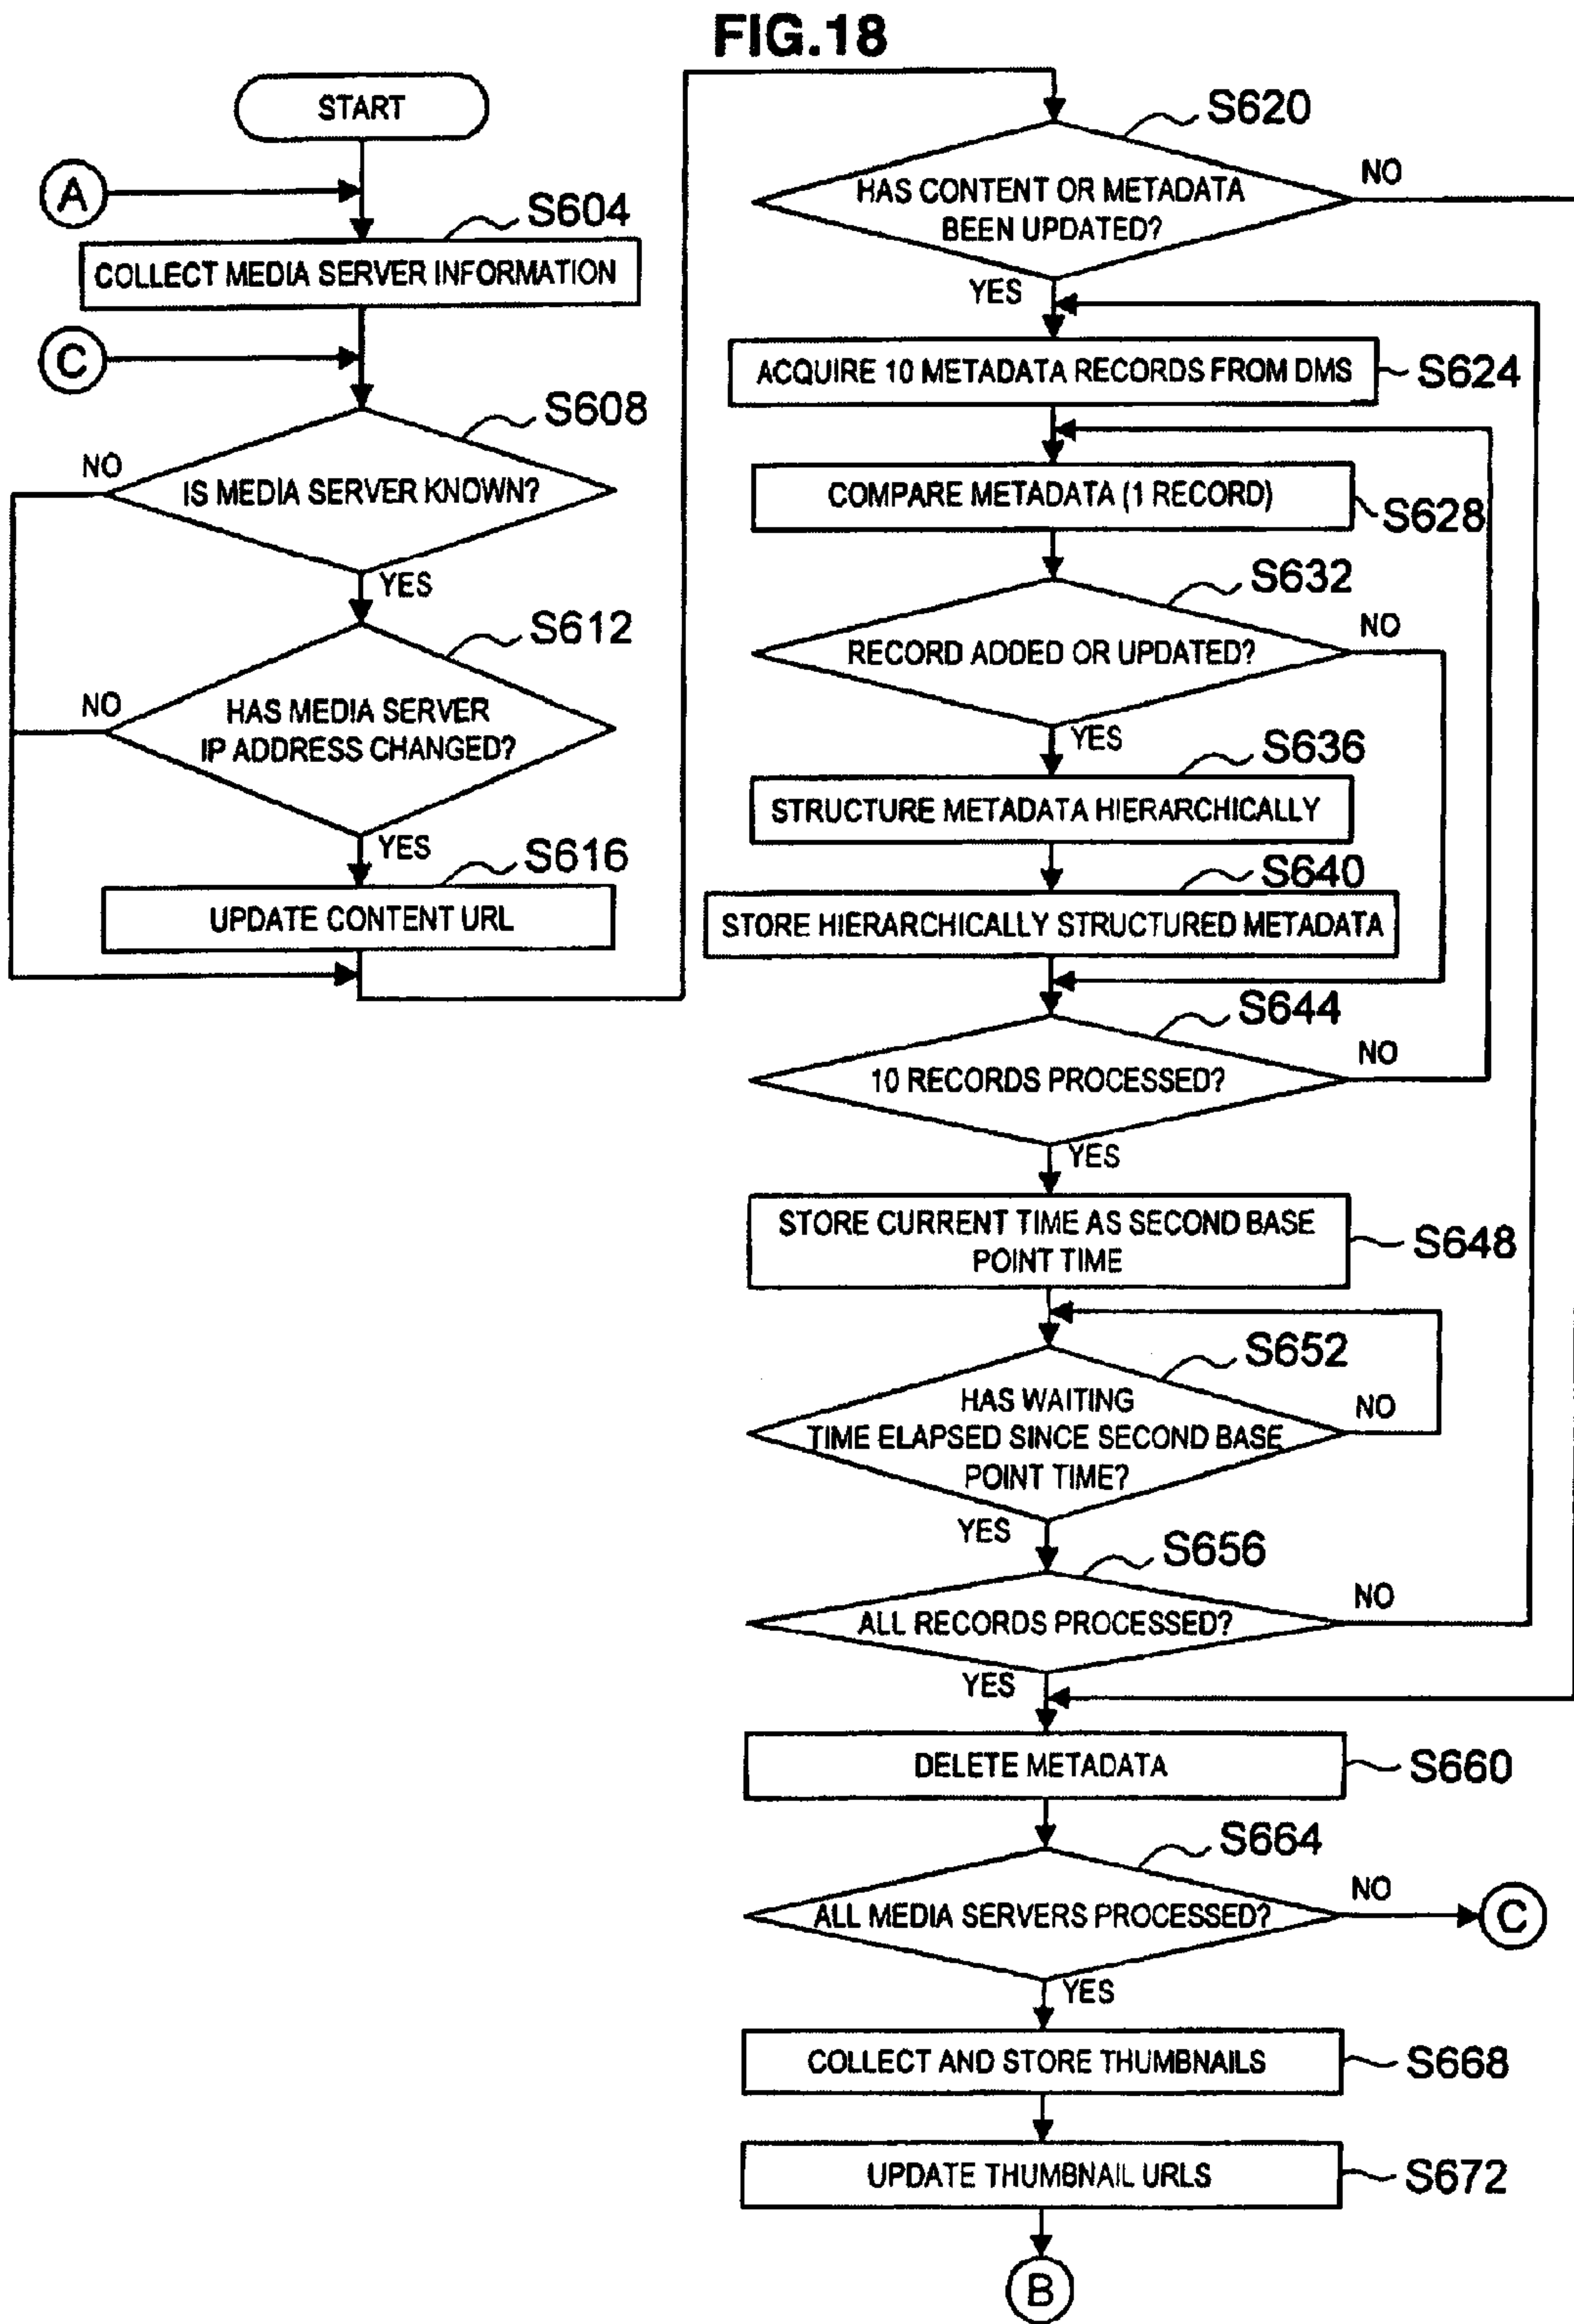 FIG.18
START
A
S604
COLLECT MEDIA SERVER INFORMATION
C
S608
NO
IS MEDIA SERVER KNOWN?
YES
S612
NO
HAS MEDIA SERVER
IP ADDRESS CHANGED?
YES
S616
UPDATE CONTENT URL
S620
NO
HAS CONTENT OR METADATA
BEEN UPDATED?
YES
ACQUIRE 10 METADATA RECORDS FROM DMS
S624
COMPARE METADATA (1 RECORD)
S628
S632
NO
RECORD ADDED OR UPDATED?
YES
S636
STRUCTURE METADATA HIERARCHICALLY
S640
STORE HIERARCHICALLY STRUCTURED METADATA
S644
NO
10 RECORDS PROCESSED?
YES
STORE CURRENT TIME AS SECOND BASE
POINT TIME
S648
S652
HAS WAITING
NO
TIME ELAPSED SINCE SECOND BASE
POINT TIME?
YES
S656
NO
ALL RECORDS PROCESSED?
YES
DELETE METADATA
S660
S664
NO
ALL MEDIA SERVERS PROCESSED?
C
YES
COLLECT AND STORE THUMBNAILS
S668
UPDATE THUMBNAIL URLS
S672
B